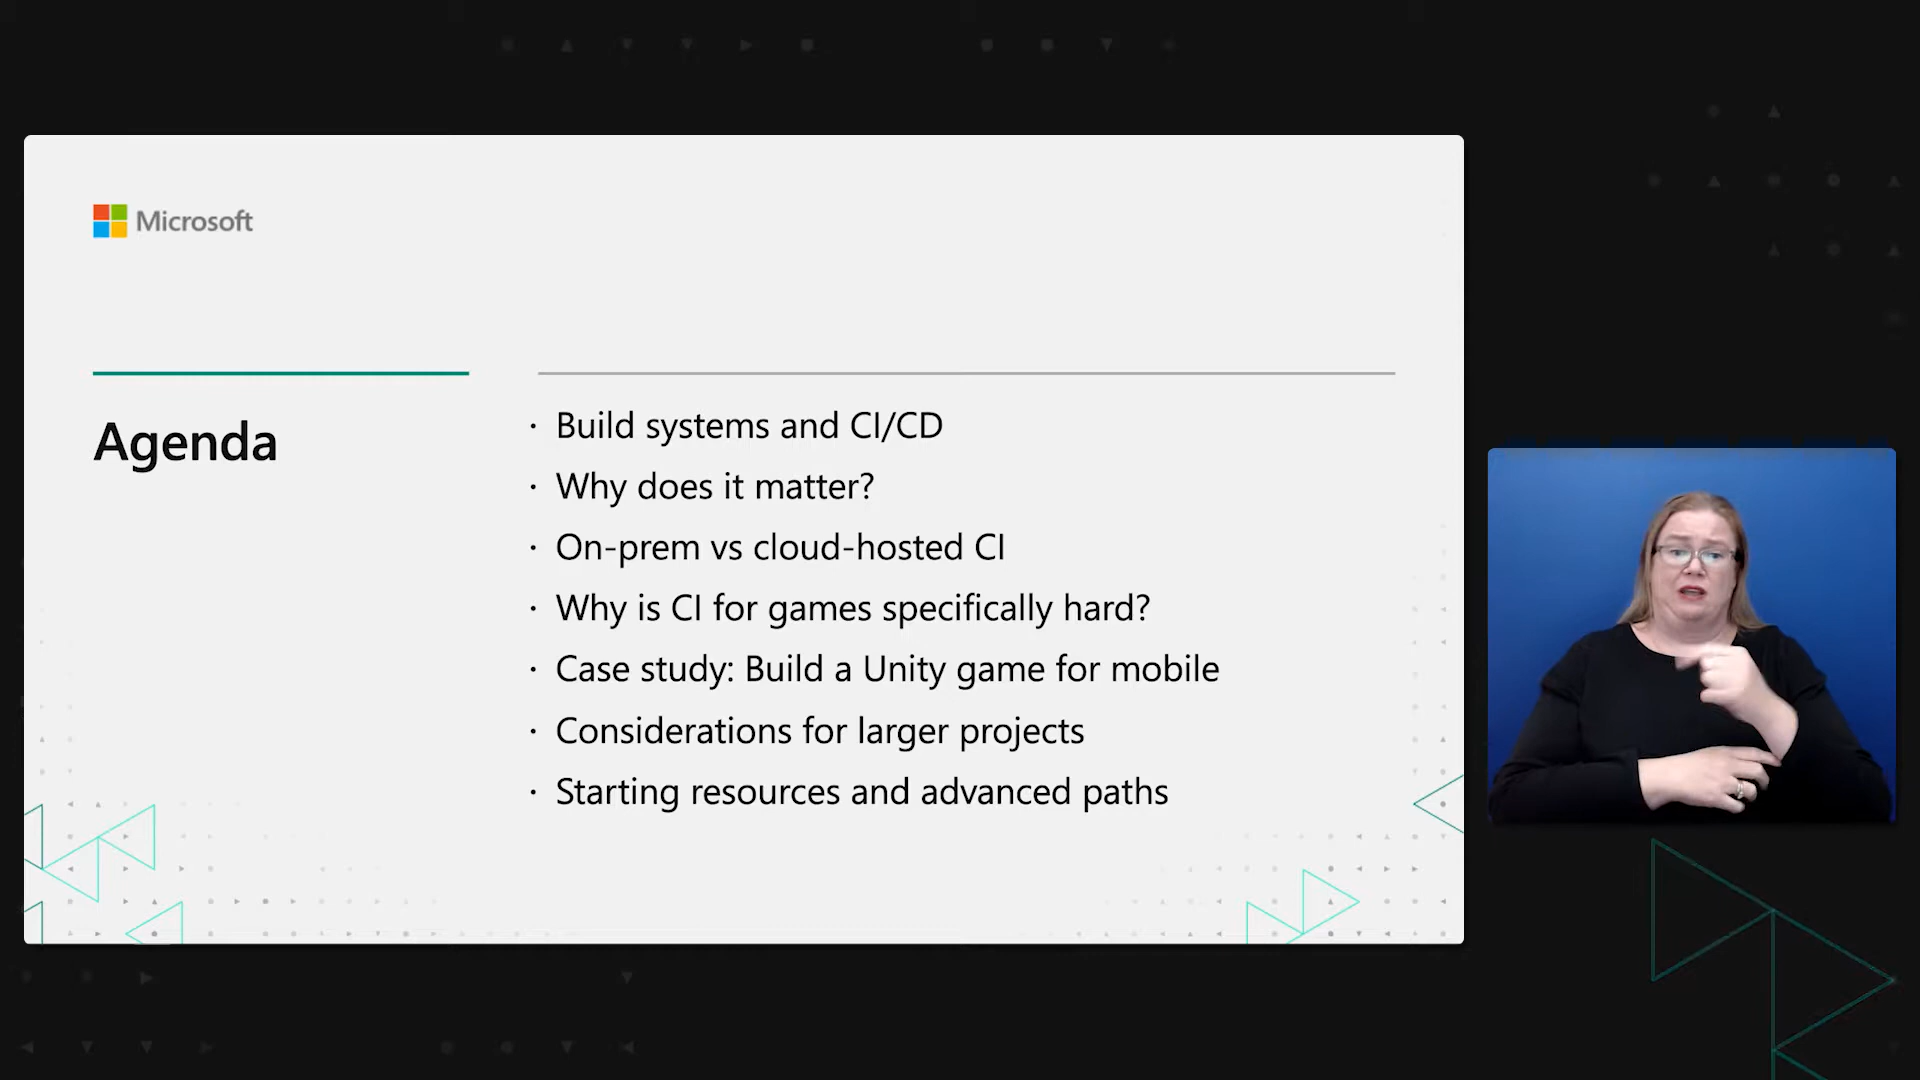 Microsoft
Agenda
· Build systems and CI/CD
· Why does it matter?
· On-prem vs cloud-hosted CI
· Why is CI for games specifically hard?
· Case study: Build a Unity game for mobile
· Considerations for larger projects
· Starting resources and advanced paths